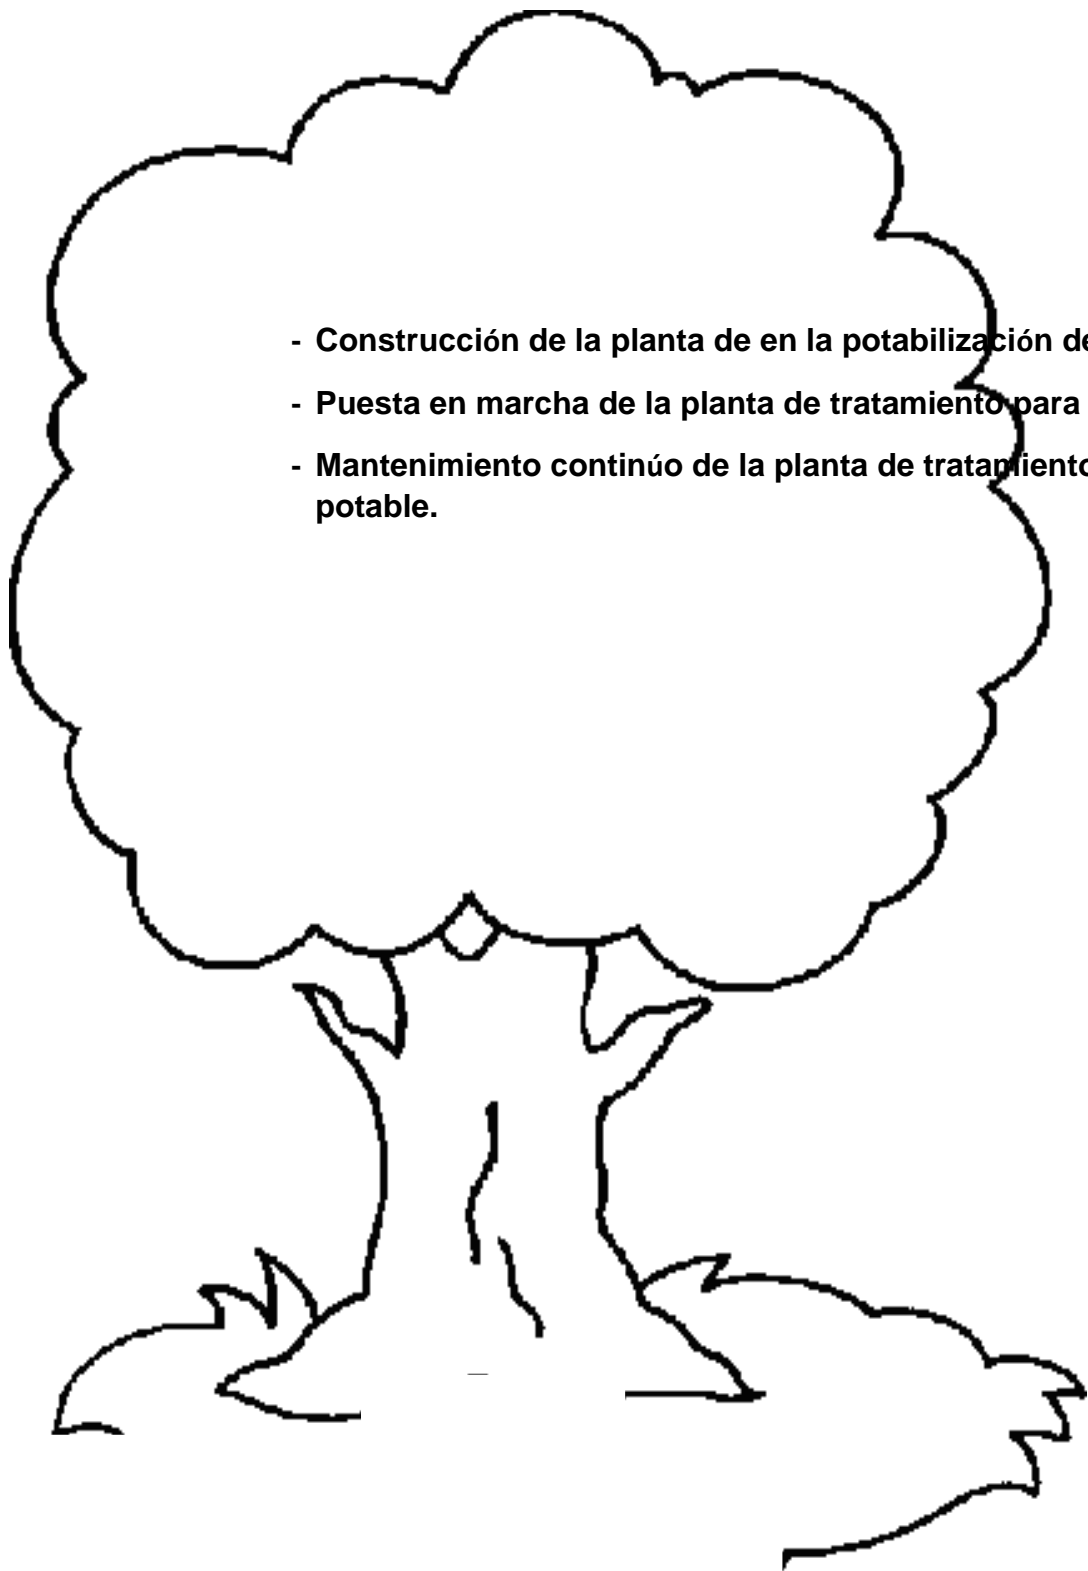 - Construcción de la planta de en la potabilización de
- Puesta en marcha de la planta de tratamiento para
- Mantenimiento continúo de la planta de tratamiento
potable.